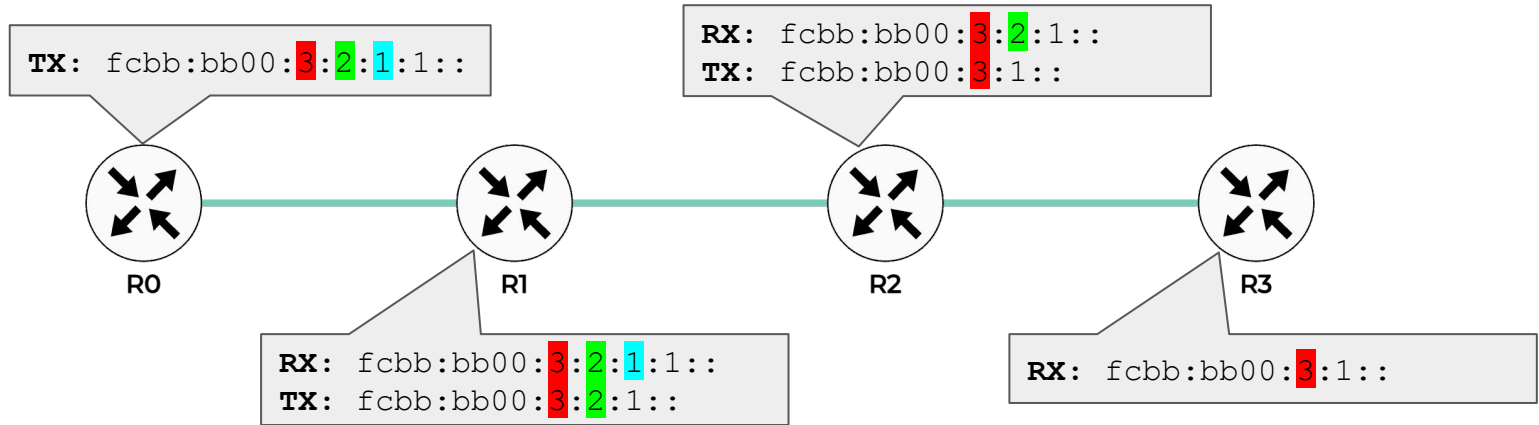 TX: fcbb:bb00:3:2:1:1::
RX: fcbb:bb00:3:2:1::
TX: fcbb:bb00:3:1::
R0
R1
R2
R3
RX: fcbb:bb00:3:2:1:1::
TX: fcbb:bb00:3:2:1::
RX: fcbb:bb00:3:1::